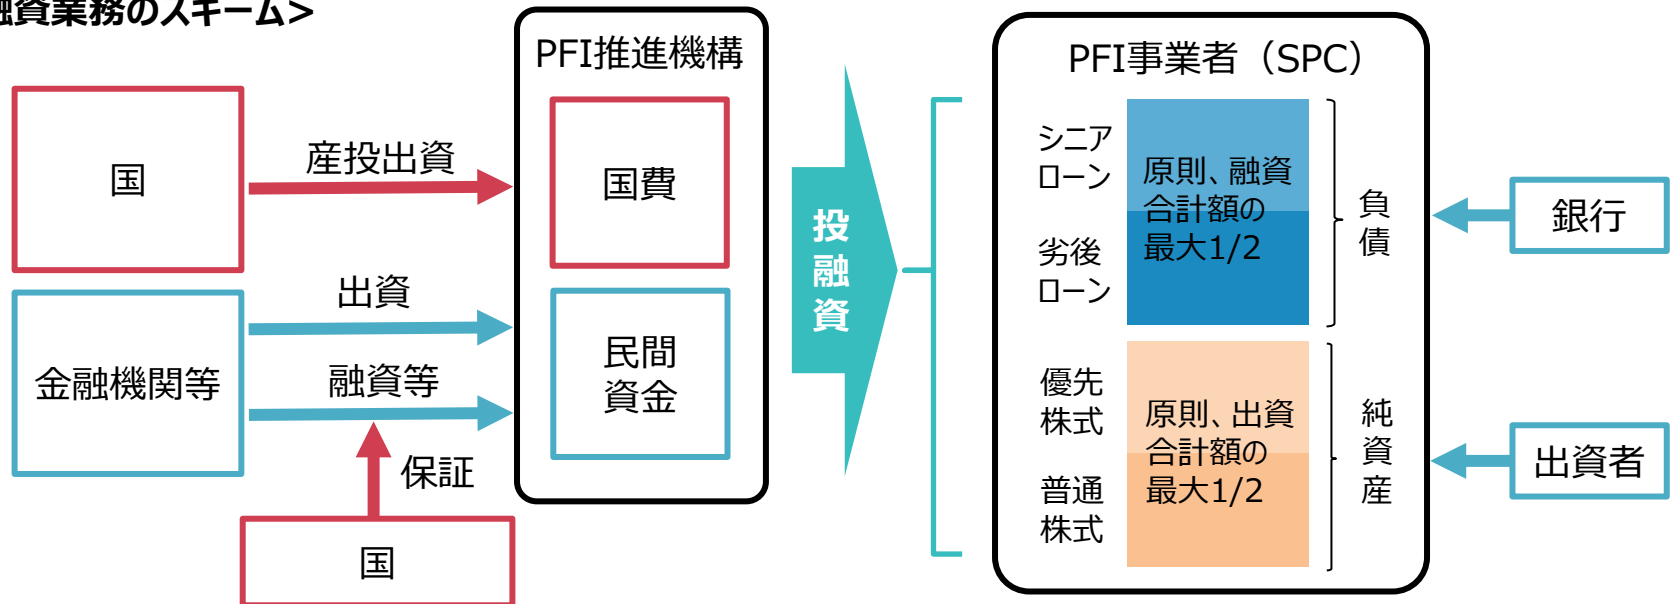 融資業務のスキーム>
PFI推進機構
国
産投出資
国費
金融機関等
出資
融資等
民間
資金
保証
国
投
融
資
PFI事業者（SPC）
シニア
ローン
劣後
ローン
原則、融資
合計額の
最大1/2
負
債
優先
株式
普通
株式
原則、出資
合計額の
最大1/2
純
資
産
銀行
出資者